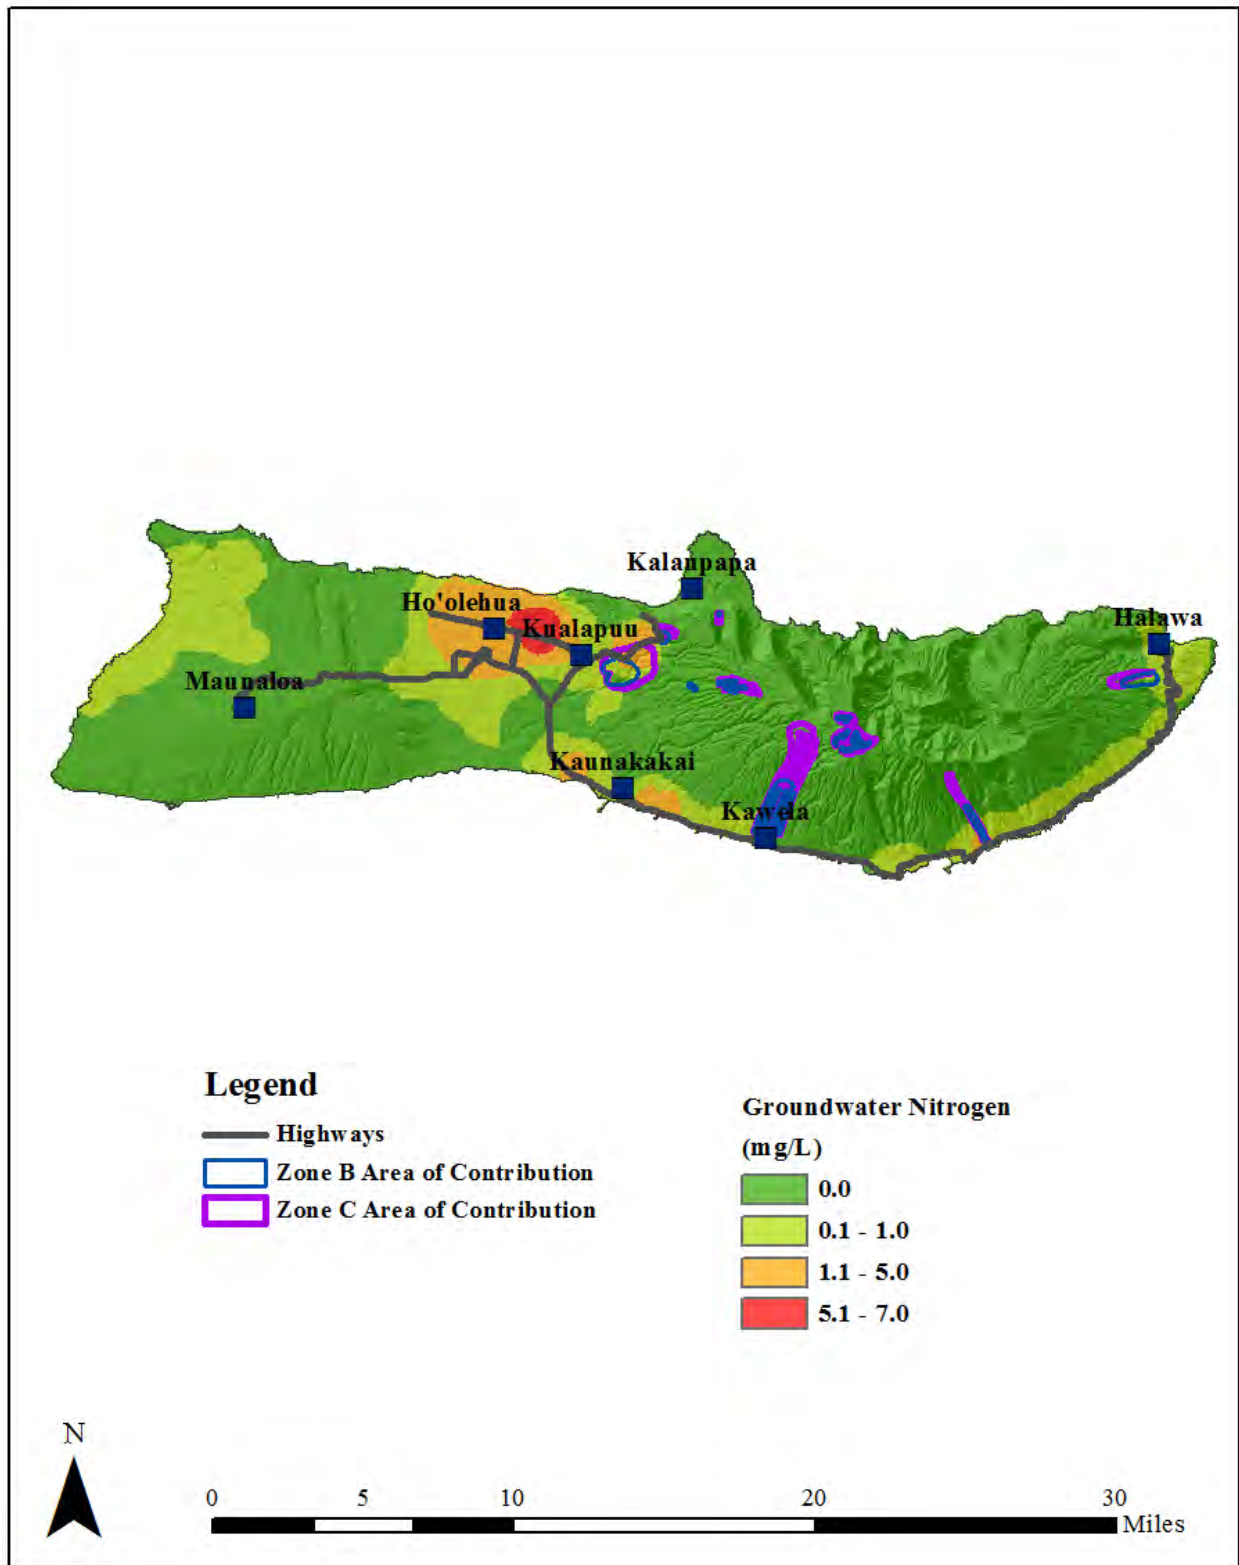 Kalaupapa
Ho'olehua
Kualapuu
Halawa
Maunaloa
Kaunakakai
Kawela
Legend
Highways
Zone B Area of Contribution
Zone C Area of Contribution
Groundwater Nitrogen
(mg/L)
0.0
0.1 - 1.0
1.1 - 5.0
5.1 - 7.0
N
0 5 10 20 30
Miles